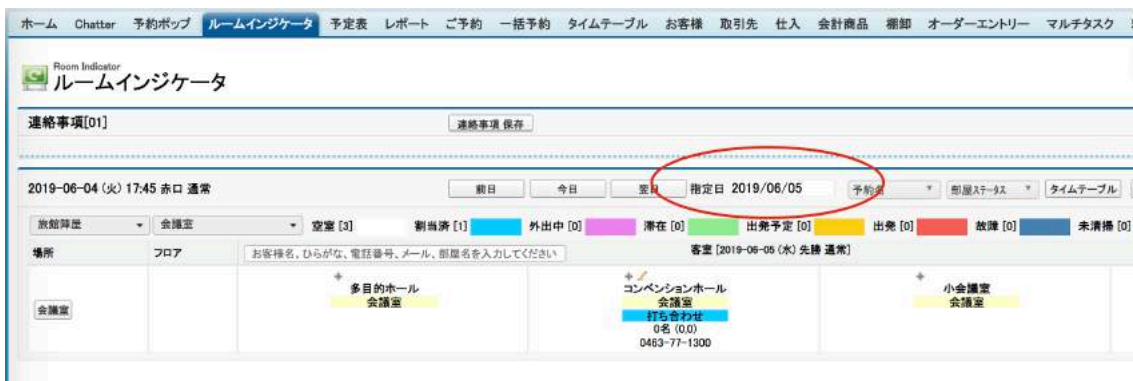 ホーム Chatter 予約ポップ ルームインジケータ 予定表 レポート ご予約 一括予約 タイムテーブル お客様 取引先 仕入 会計商品 棚卸 オーダーエントリー マルチタスク
Room Indicator
ルームインジケータ
連絡事項[01] 連絡事項 保存
2019-06-04 (火) 17:45 赤口 通常 前日 今日 翌日 指定日 2019/06/05 予約名 部屋ステータス タイムテーブル
旅館陣屋 会議室 空室 [3] 割当済 [1] 外出中 [0] 滞在 [0] 出発予定 [0] 出発 [0] 故障 [0] 未清掃 [0]
場所 フロア お客様名、ひらがな、電話番号、メール、部屋名を入力してください 客室 [2019-06-05 (水) 先勝 通常]
多目的ホール コンベンションホール 小会議室
会議室 会議室 会議室
会議室 打ち合わせ
0名 (0,0)
0463-77-1300